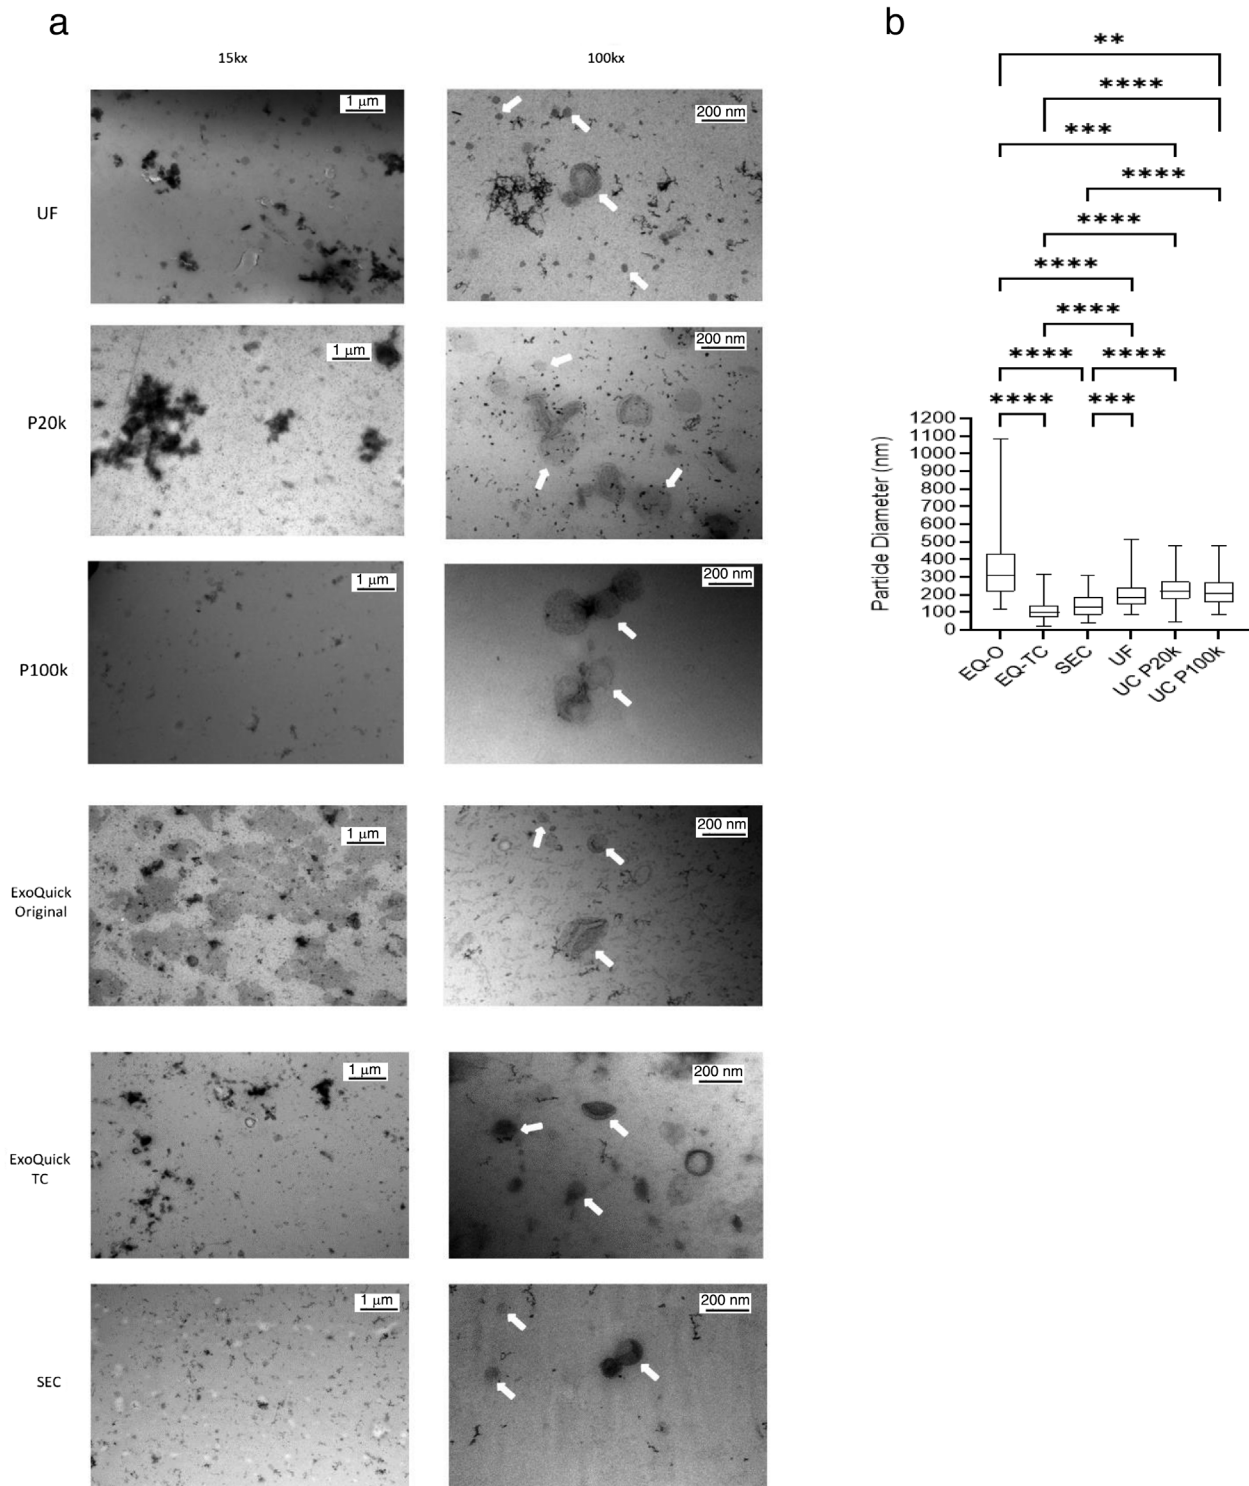 a
15kx
100kx
UF
1 μm
200 nm
P20k
1 μm
200 nm
P100k
1 μm
200 nm
ExoQuick
Original
1 μm
200 nm
ExoQuick
TC
1 μm
200 nm
SEC
1 μm
200 nm
b
**
****
***
****
****
****
****
**** ****
**** ***
Particle Diameter (nm)
1200
1100
1000
900
800
700
600
500
400
300
200
100
0
EQ-O
EQ-TC
SEC
UF
UC P20k
UC P100k